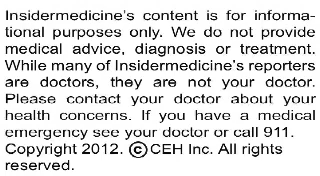 Insidermedicine's content is for informa-
tional purposes only. We do not provide
medical advice, diagnosis or treatment.
While many of Insidermedicine's reporters
are doctors, they are not your doctor.
Please contact your doctor about your
health concerns. If you have a medical
emergency see your doctor or call 911.
Copyright 2012. ©CEH Inc. All rights
reserved.